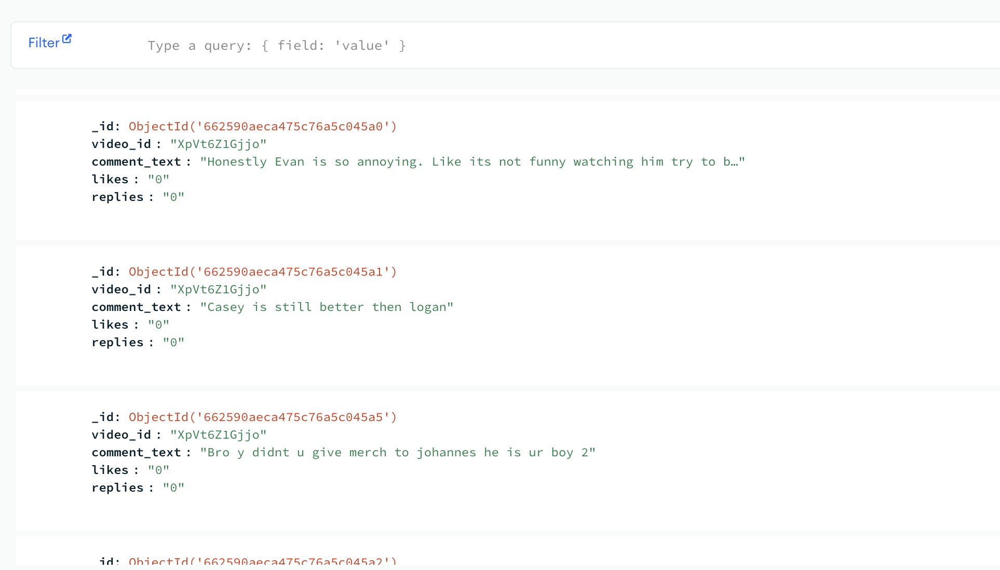 Filter
Type a query: { field: 'value' }
_id: ObjectId('662590aeca475c76a5c045a0')
video_id : "XpVt6Z1Gjjo"
comment_text : "Honestly Evan is so annoying. Like its not funny watching him try to b…"
likes : "0"
replies : "0"
_id: ObjectId('662590aeca475c76a5c045a1')
video_id : "XpVt6Z1Gjjo"
comment_text : "Casey is still better then logan"
likes : "0"
replies : "0"
_id: ObjectId('662590aeca475c76a5c045a5')
video_id : "XpVt6Z1Gjjo"
comment_text : "Bro y didnt u give merch to johannes he is ur boy 2"
likes : "0"
replies : "0"
_id: ObjectId('662590aeca475c76a5c045a2')